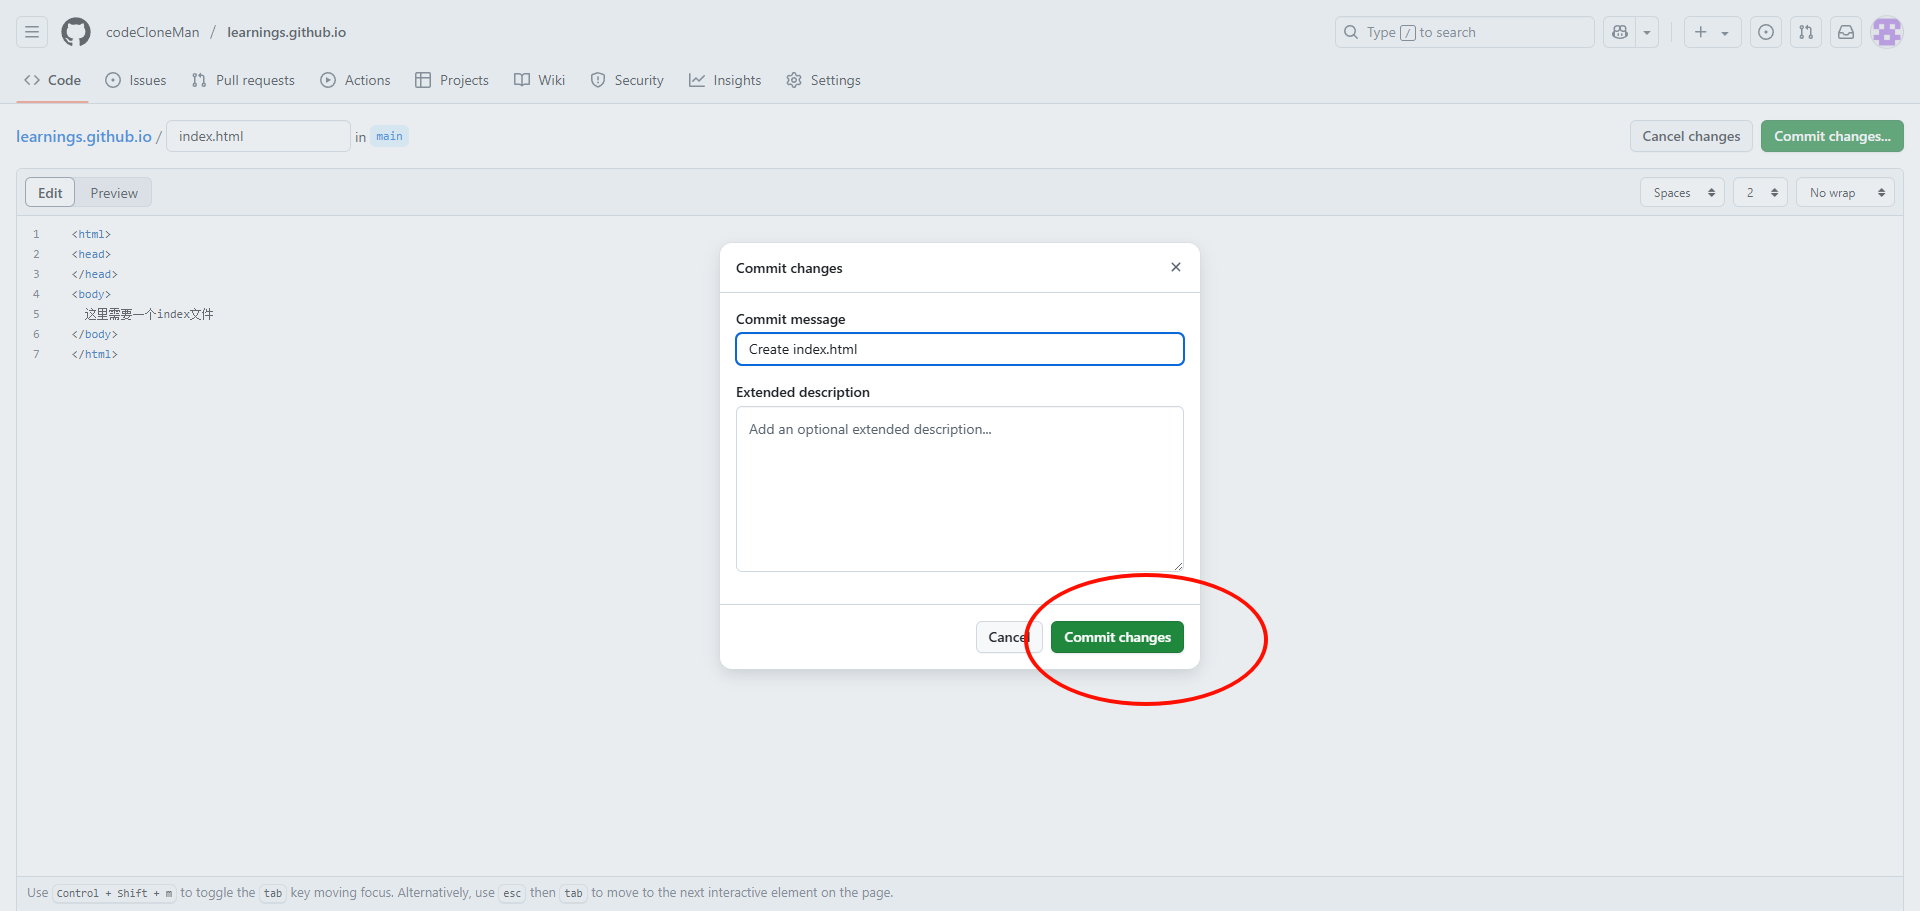 codeCloneMan / learnings.github.io
Type / to search
Code Issues Pull requests Actions Projects Wiki Security Insights Settings
learnings.github.io / index.html in main
Cancel changes Commit changes...
Edit Preview
Spaces 2 No wrap
1 <html>
2 <head>
3 </head>
4 <body>
5 这里需要一个index文件
6 </body>
7 </html>
Commit changes
Commit message
Create index.html
Extended description
Add an optional extended description...
Cancel Commit changes
Use Control + Shift + m to toggle the tab key moving focus. Alternatively, use esc then tab to move to the next interactive element on the page.